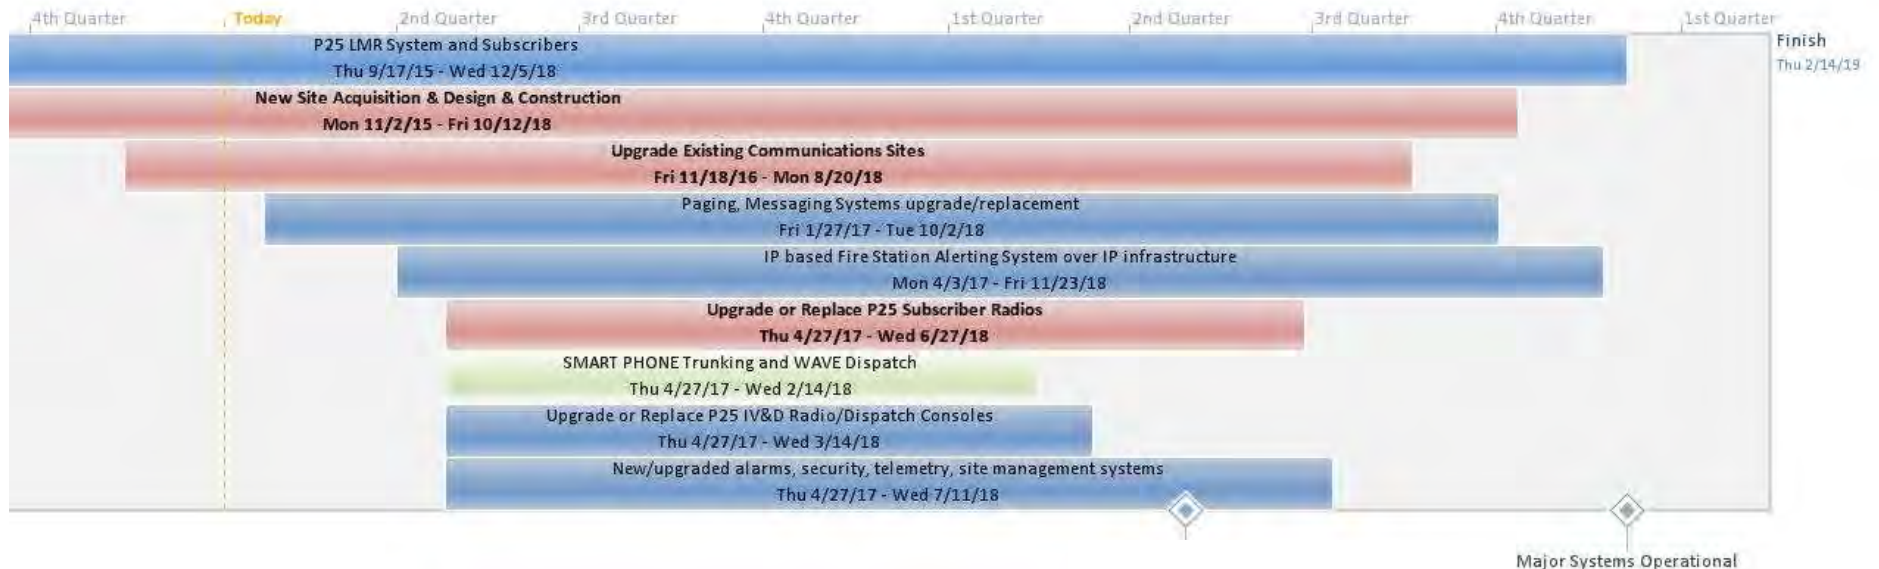 4th Quarter Today 2nd Quarter 3rd Quarter 4th Quarter 1st Quarter 2nd Quarter 3rd Quarter 4th Quarter 1st Quarter
P25 LMR System and Subscribers
Thu 9/17/15 - Wed 12/5/18
Finish
Thu 2/14/19
New Site Acquisition & Design & Construction
Mon 11/2/15 - Fri 10/12/18
Upgrade Existing Communications Sites
Fri 11/18/16 - Mon 8/20/18
Paging, Messaging Systems upgrade/replacement
Fri 1/27/17 - Tue 10/2/18
IP based Fire Station Alerting System over IP infrastructure
Mon 4/3/17 - Fri 11/23/18
Upgrade or Replace P25 Subscriber Radios
Thu 4/27/17 - Wed 6/27/18
SMART PHONE Trunking and WAVE Dispatch
Thu 4/27/17 - Wed 2/14/18
Upgrade or Replace P25 IV&D Radio/Dispatch Consoles
Thu 4/27/17 - Wed 3/14/18
New/upgraded alarms, security, telemetry, site management systems
Thu 4/27/17 - Wed 7/11/18
Major Systems Operational